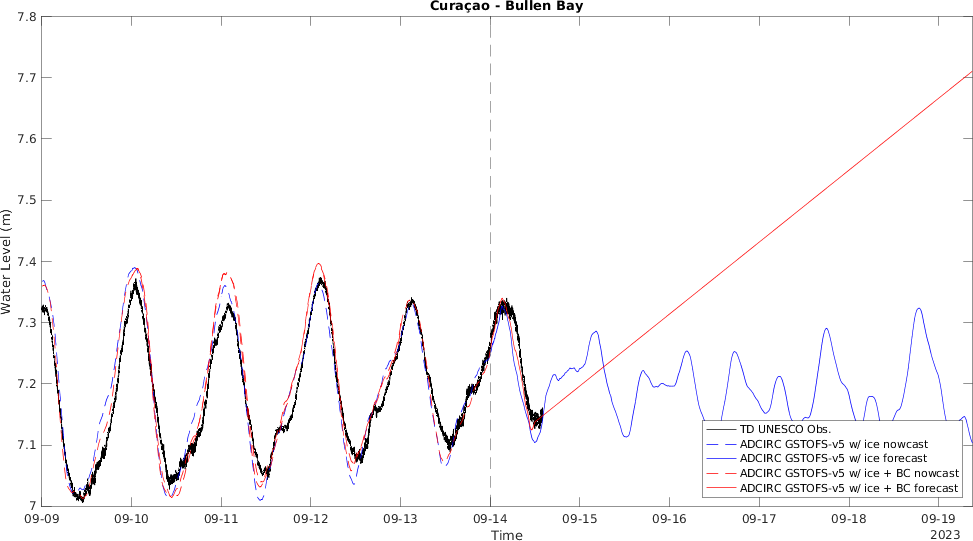 Curaçao - Bullen Bay
7.8
7.7
7.6
7.5
7.4
7.3
7.2
7.1
7
Water Level (m)
09-09 09-10 09-11 09-12 09-13 09-14 09-15 09-16 09-17 09-18 09-19
2023
Time
TD UNESCO Obs.
ADCIRC GSTOFS-v5 w/ ice nowcast
ADCIRC GSTOFS-v5 w/ ice forecast
ADCIRC GSTOFS-v5 w/ ice + BC nowcast
ADCIRC GSTOFS-v5 w/ ice + BC forecast